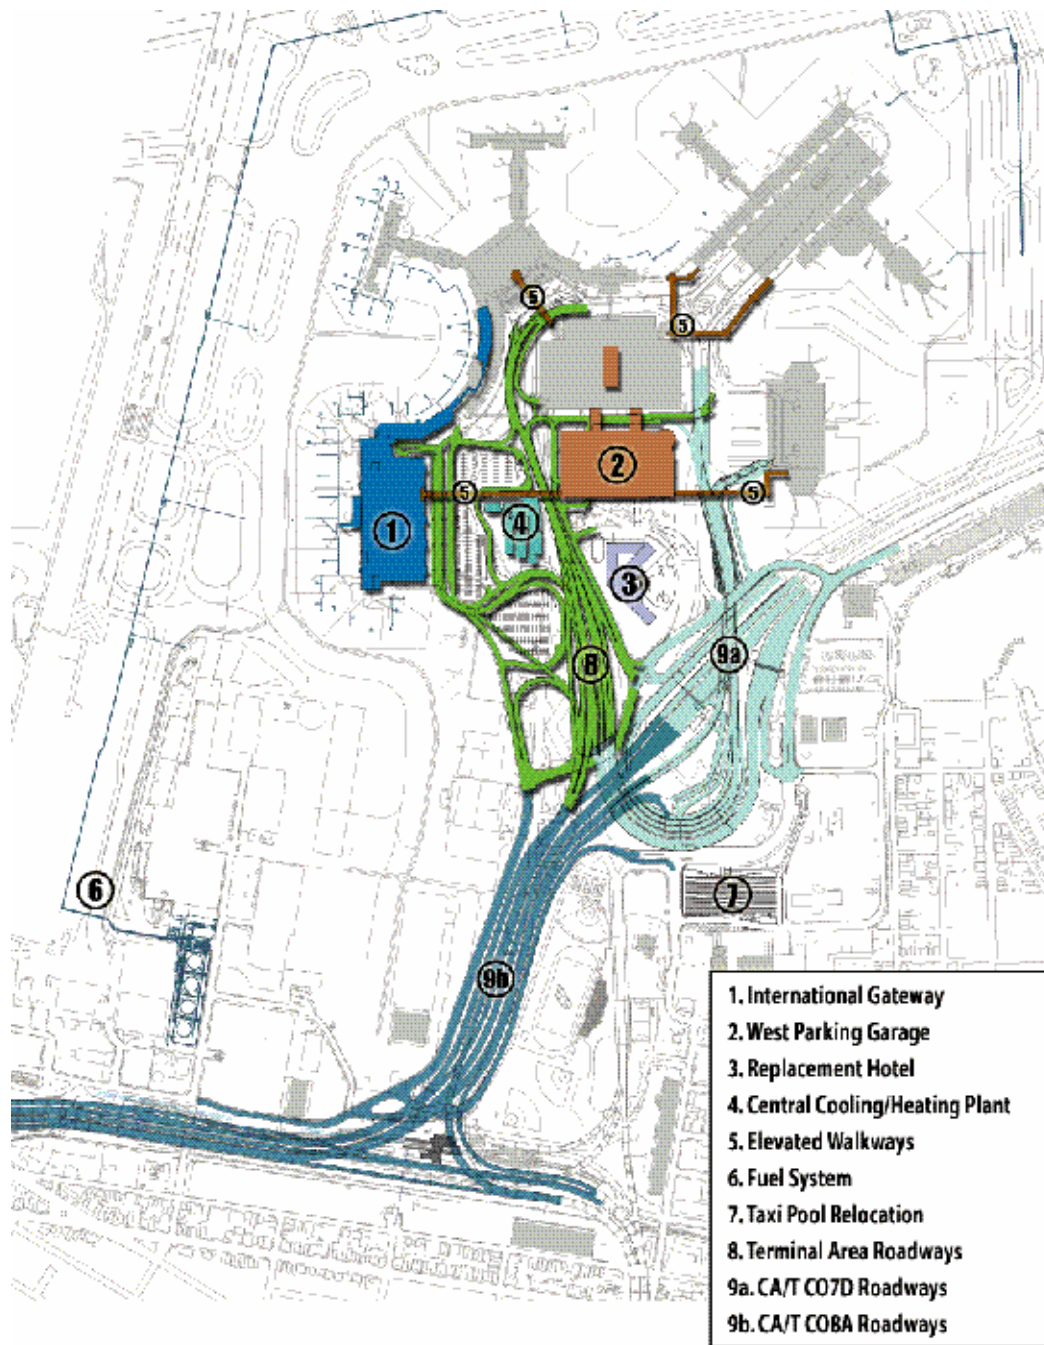 5
5
2
5
5
1
4
3
8
9a
6
7
9b
1. International Gateway
2. West Parking Garage
3. Replacement Hotel
4. Central Cooling/Heating Plant
5. Elevated Walkways
6. Fuel System
7. Taxi Pool Relocation
8. Terminal Area Roadways
9a. CA/T CO7D Roadways
9b. CA/T CO8A Roadways